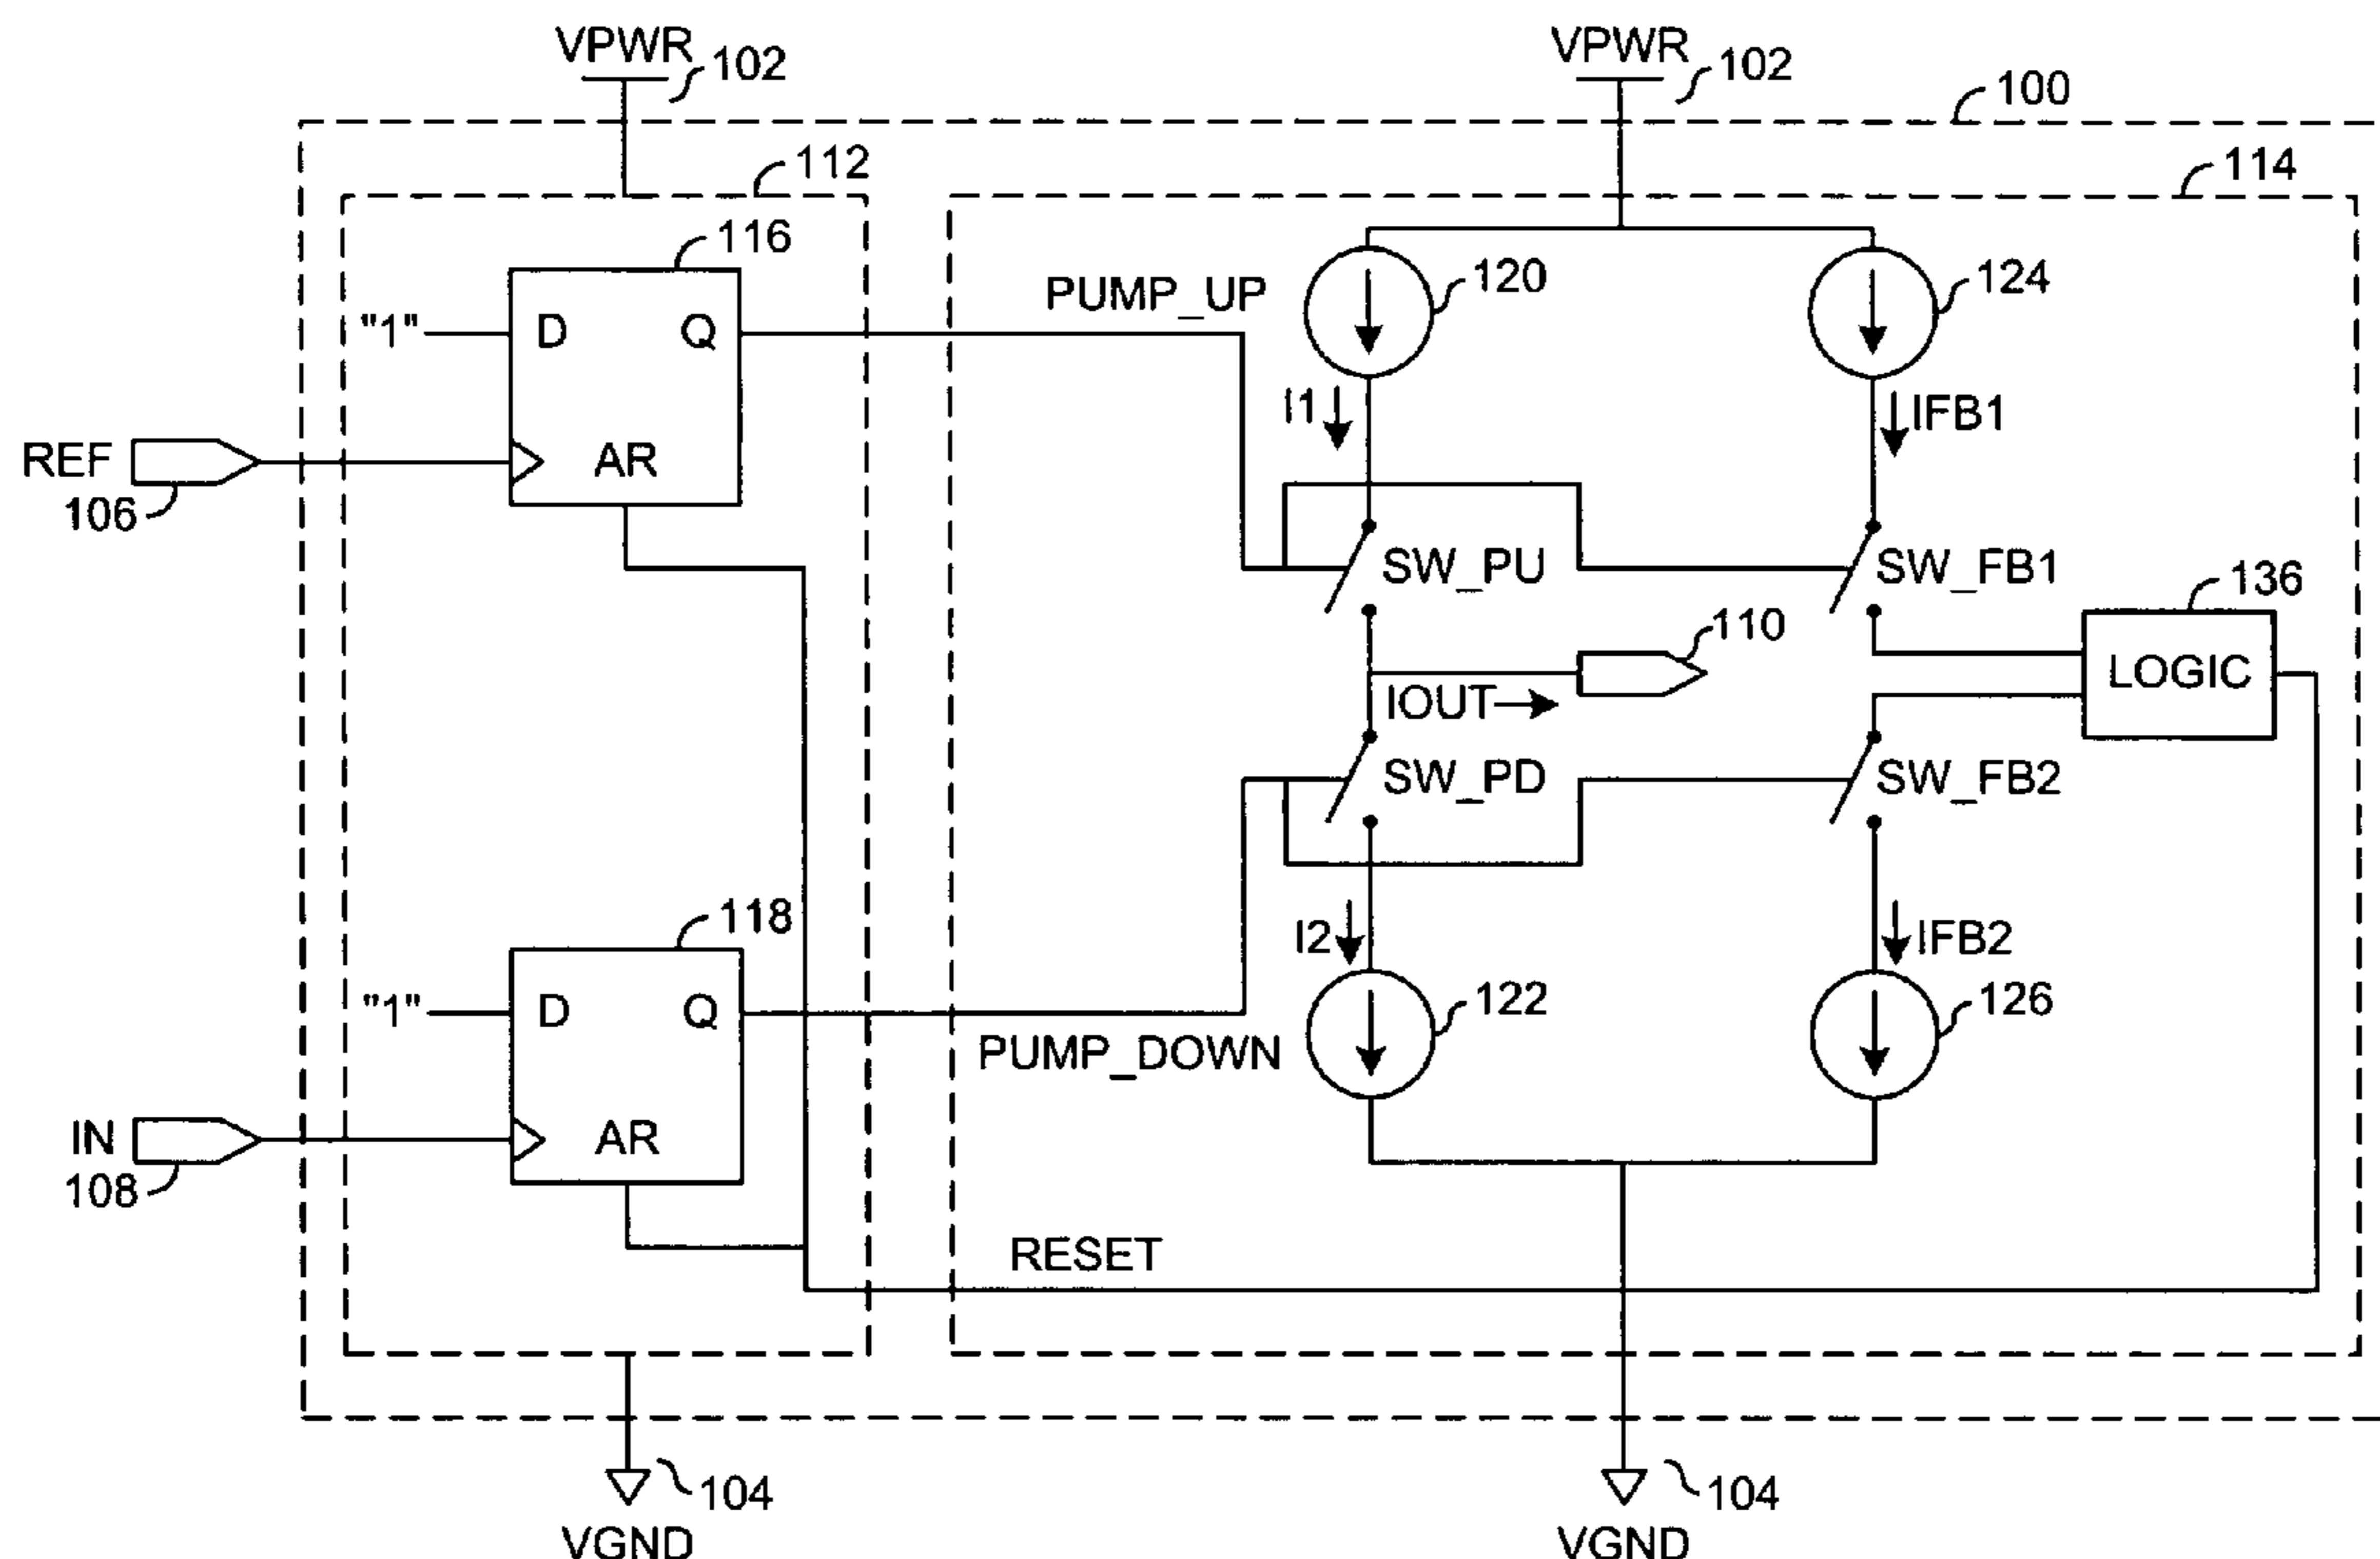 VPWR
102
VPWR
102
100
112
114
116
"1"
D
Q
AR
REF
106
PUMP_UP
120
124
I1
IFB1
SW_PU
SW_FB1
136
LOGIC
110
IOUT
SW_PD
SW_FB2
118
"1"
D
Q
AR
IN
108
PUMP_DOWN
I2
IFB2
122
126
RESET
104
VGND
104
VGND